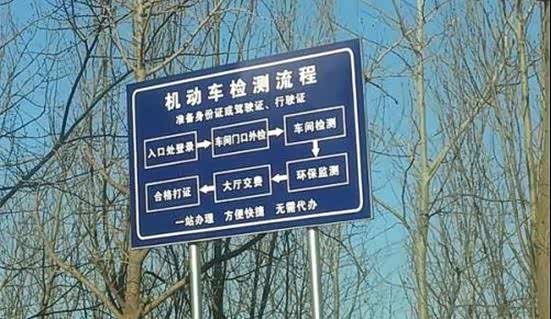 机动车检测流程
准备身份证或驾驶证、行驶证
入口处登录 车间门口外检 车间检测
合格打证 大厅交费 环保监测
一站办理 方便快捷 无需代办